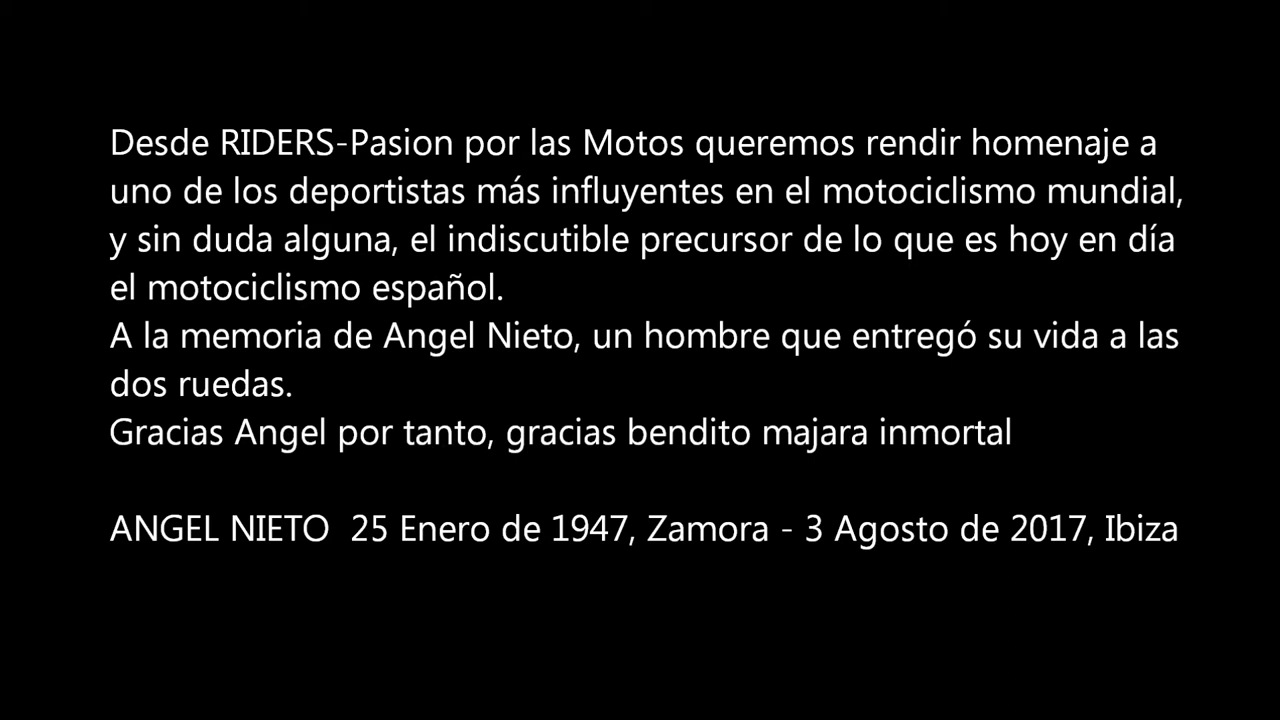 Desde RIDERS-Pasion por las Motos queremos rendir homenaje a
uno de los deportistas más influyentes en el motociclismo mundial,
y sin duda alguna, el indiscutible precursor de lo que es hoy en día
el motociclismo español.
A la memoria de Angel Nieto, un hombre que entregó su vida a las
dos ruedas.
Gracias Angel por tanto, gracias bendito majara inmortal
ANGEL NIETO  25 Enero de 1947, Zamora - 3 Agosto de 2017, Ibiza